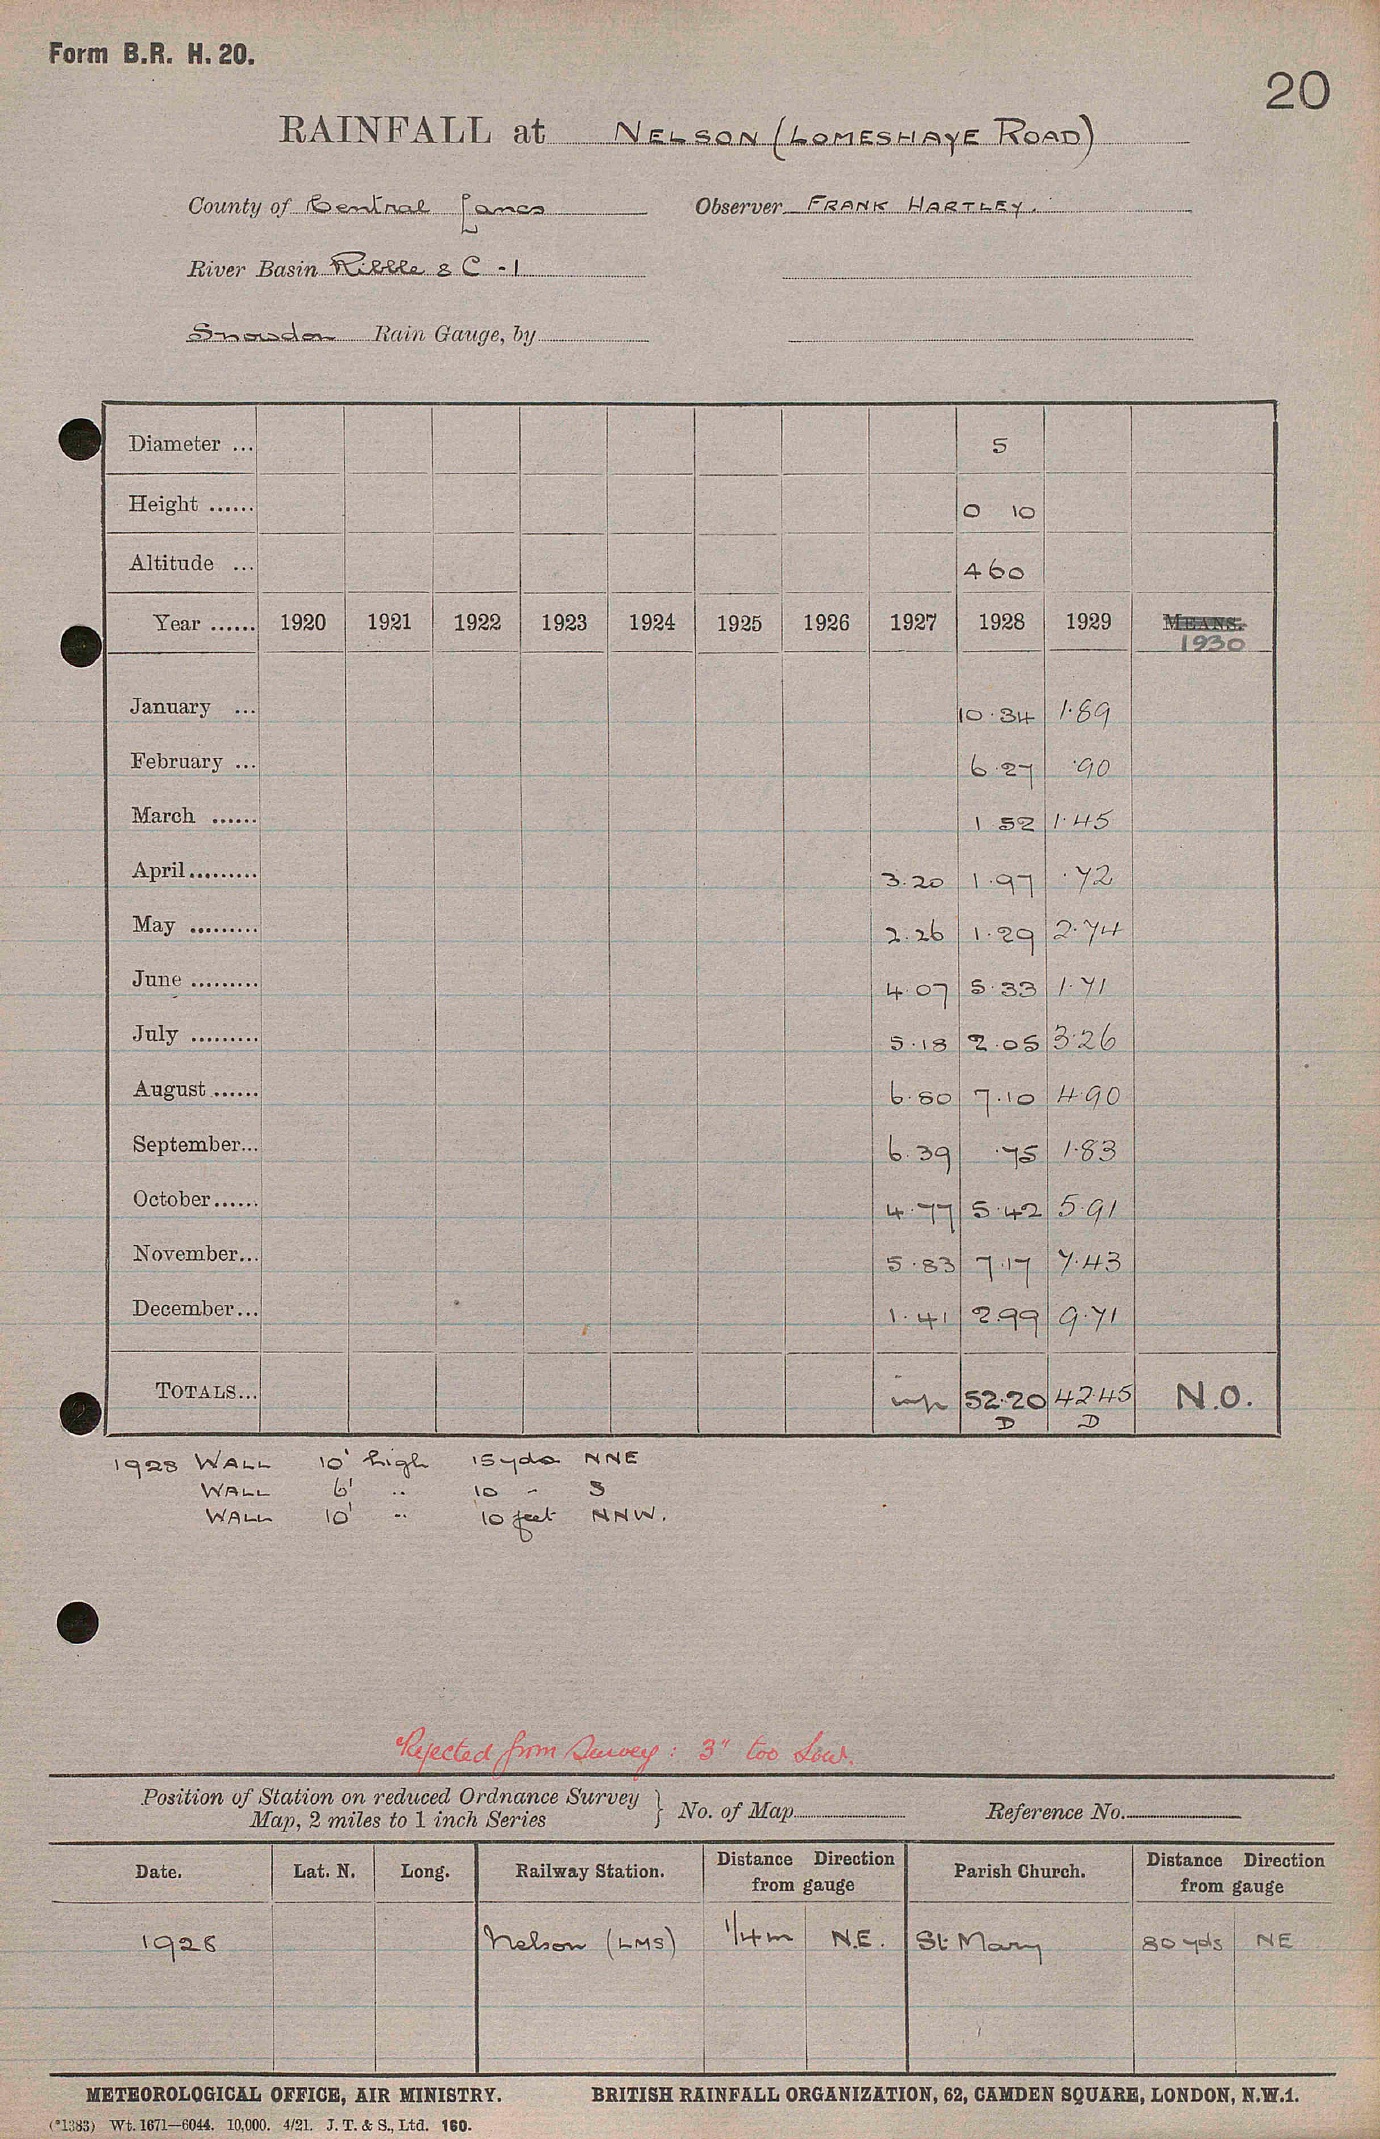 Form B.R. H. 20.
20
RAINFALL at NELSON (LOMESHAYE ROAD)
County of Central Lancs Observer FRANK HARTLEY.
River Basin Ribble & C - 1
Snowdon Rain Gauge, by
Diameter ... 5
Height ...... 0 10
Altitude ... 460
Year ...... 1920 1921 1922 1923 1924 1925 1926 1927 1928 1929 MEANS.
1930
January ... 10.34 1.89
February ... 6.27 .90
March ...... 1 52 1.45
April ......... 3.20 1.97 .72
May ......... 2.26 1.29 2.74
June ......... 4.07 5.33 1.71
July ......... 5.18 2.05 3.26
August ...... 6.80 7.10 4.90
September... 6.39 .75 1.83
October ...... 4.77 5.42 5.91
November... 5.83 7.17 7.43
December... 1.41 2.99 9.71
TOTALS... inp 52.20 42.45 N.O.
D D
1928 WALL 10' high 15 yds NNE
WALL 6' " 10 " S
WALL 10' " 10 feet NNW.
Rejected from Survey: 3" too Low.
Position of Station on reduced Ordnance Survey
Map, 2 miles to 1 inch Series } No. of Map Reference No.
Date. Lat. N. Long. Railway Station. Distance Direction from gauge Parish Church. Distance Direction from gauge
1928 Nelson (LMS) 1/4 m N.E. St Mary 80 yds NE
METEOROLOGICAL OFFICE, AIR MINISTRY. BRITISH RAINFALL ORGANIZATION, 62, CAMDEN SQUARE, LONDON, N.W.1.
(*1383) Wt. 1671—6044. 10,000. 4/21. J. T. & S., Ltd. 160.